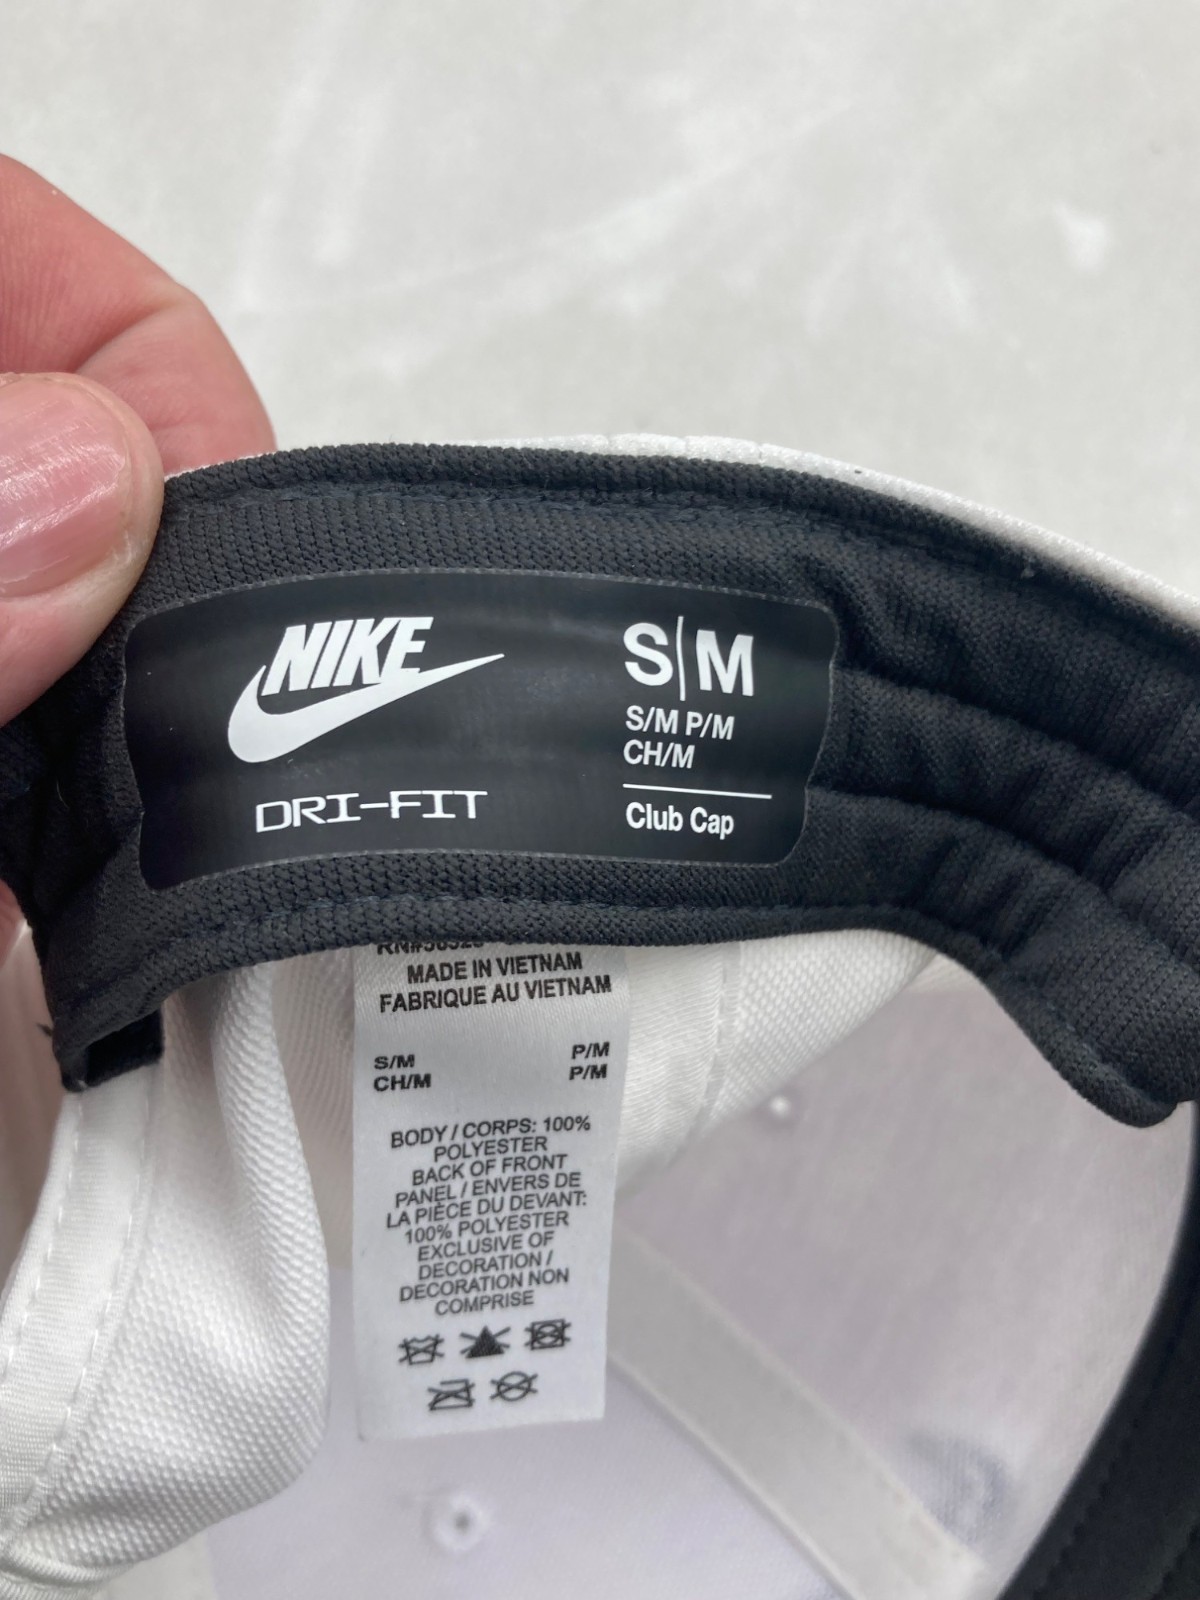 NIKE
DRI-FIT
S|M
S/M P/M
CH/M
Club Cap
MADE IN VIETNAM
FABRIQUE AU VIETNAM
S/M P/M
CH/M P/M
BODY / CORPS: 100%
POLYESTER
BACK OF FRONT
PANEL / ENVERS DE
LA PIÈCE DU DEVANT:
100% POLYESTER
EXCLUSIVE OF
DECORATION /
DECORATION NON
COMPRISE